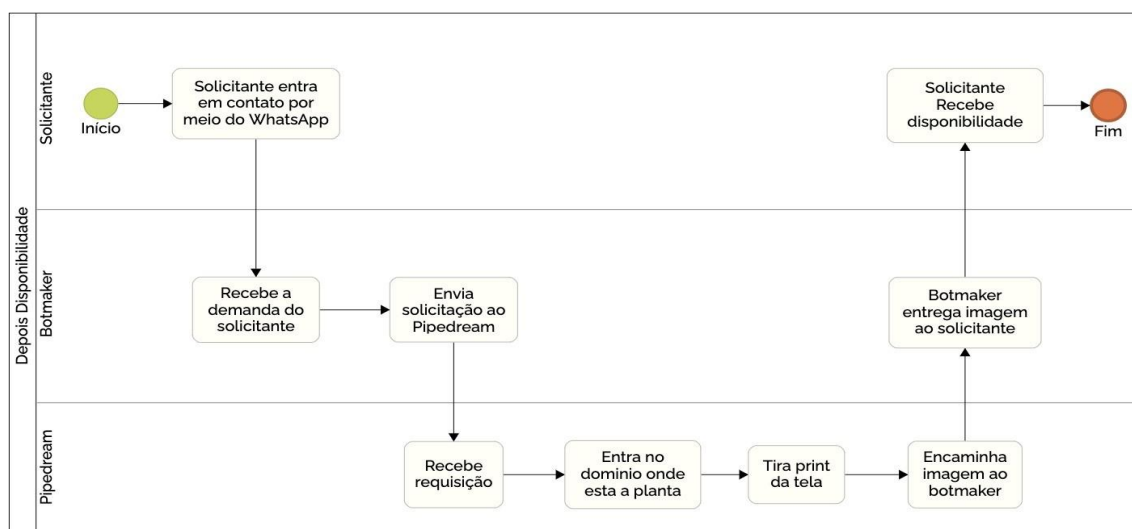 Depois Disponibilidade
Solicitante
Início
Solicitante entra
em contato por
meio do WhatsApp
Solicitante
Recebe
disponibilidade
Fim
Botmaker
Recebe a
demanda do
solicitante
Envia
solicitação ao
Pipedream
Botmaker
entrega imagem
ao solicitante
Pipedream
Recebe
requisição
Entra no
dominio onde
esta a planta
Tira print
da tela
Encaminha
imagem ao
botmaker